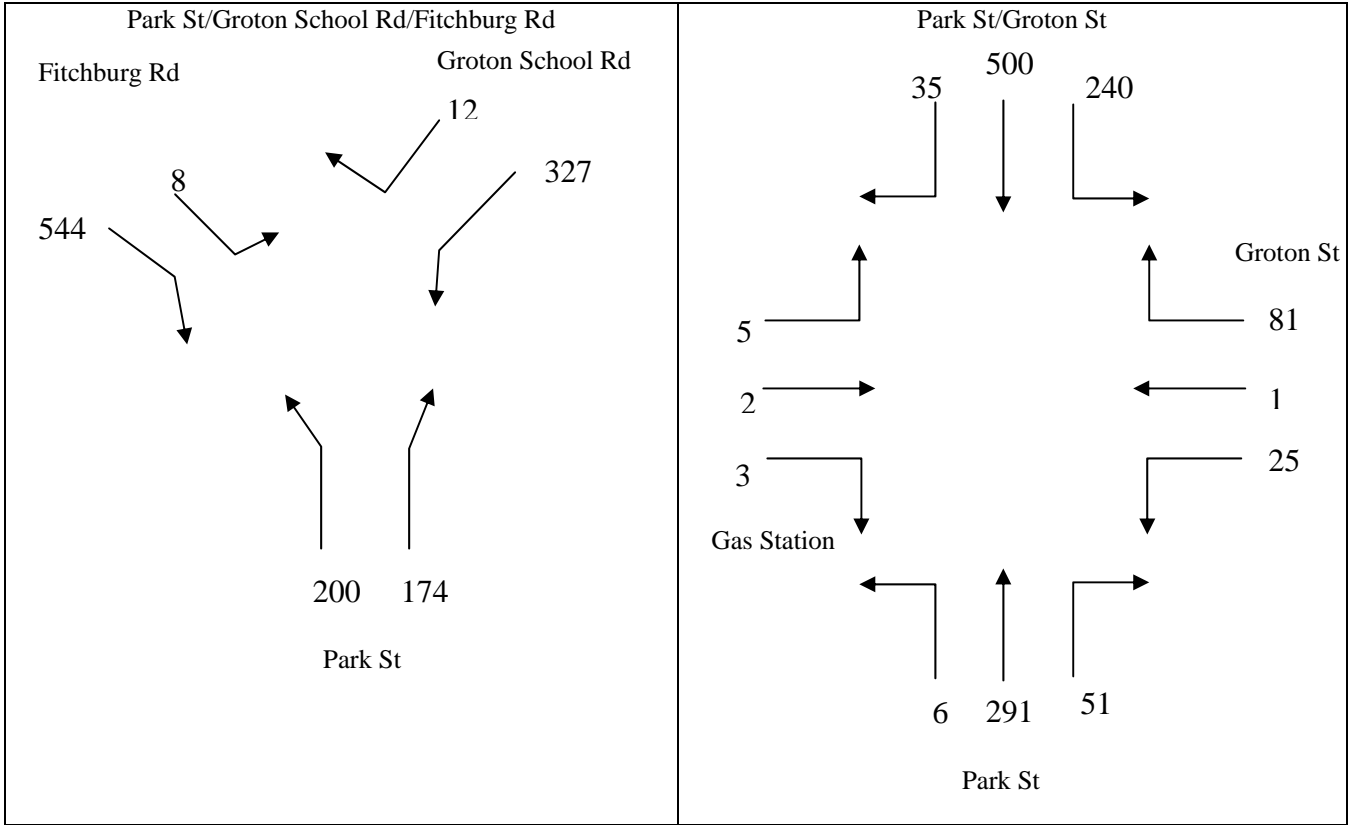 Park St/Groton School Rd/Fitchburg Rd
Fitchburg Rd
Groton School Rd
12
327
8
544
200 174
Park St
Park St/Groton St
35 500 240
Groton St
5 81
2 1
3 25
Gas Station
6 291 51
Park St